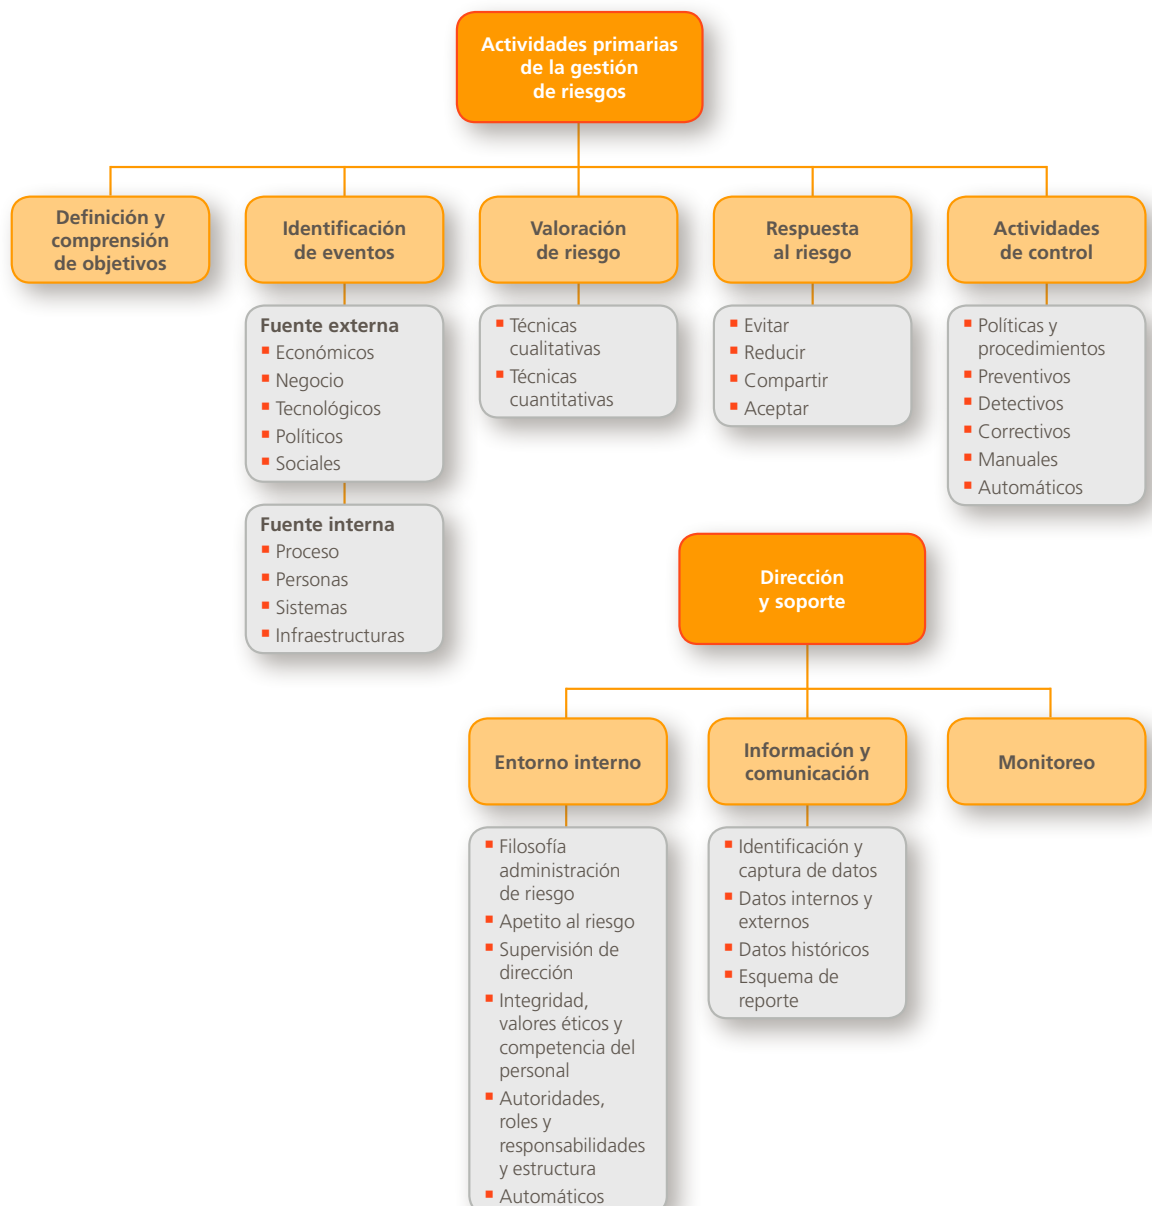 Actividades primarias
de la gestión
de riesgos
Definición y
comprensión
de objetivos
Identificación
de eventos
Valoración
de riesgo
Respuesta
al riesgo
Actividades
de control
Fuente externa
Económicos
Negocio
Tecnológicos
Políticos
Sociales
Fuente interna
Proceso
Personas
Sistemas
Infraestructuras
Técnicas
cualitativas
Técnicas
cuantitativas
Evitar
Reducir
Compartir
Aceptar
Políticas y
procedimientos
Preventivos
Detectivos
Correctivos
Manuales
Automáticos
Dirección
y soporte
Entorno interno
Información y
comunicación
Monitoreo
Filosofía
administración
de riesgo
Apetito al riesgo
Supervisión de
dirección
Integridad,
valores éticos y
competencia del
personal
Autoridades,
roles y
responsabilidades
y estructura
Automáticos
Identificación y
captura de datos
Datos internos y
externos
Datos históricos
Esquema de
reporte